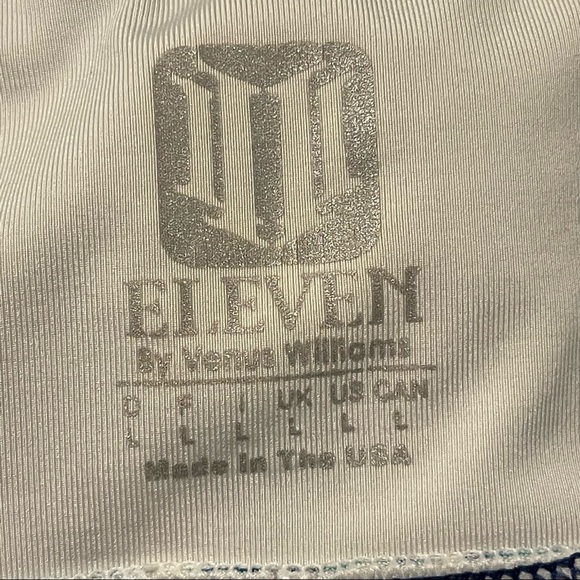 ELEVEN
By Venus Williams
D F I UK US CAN
L L L L L L
Made In The USA